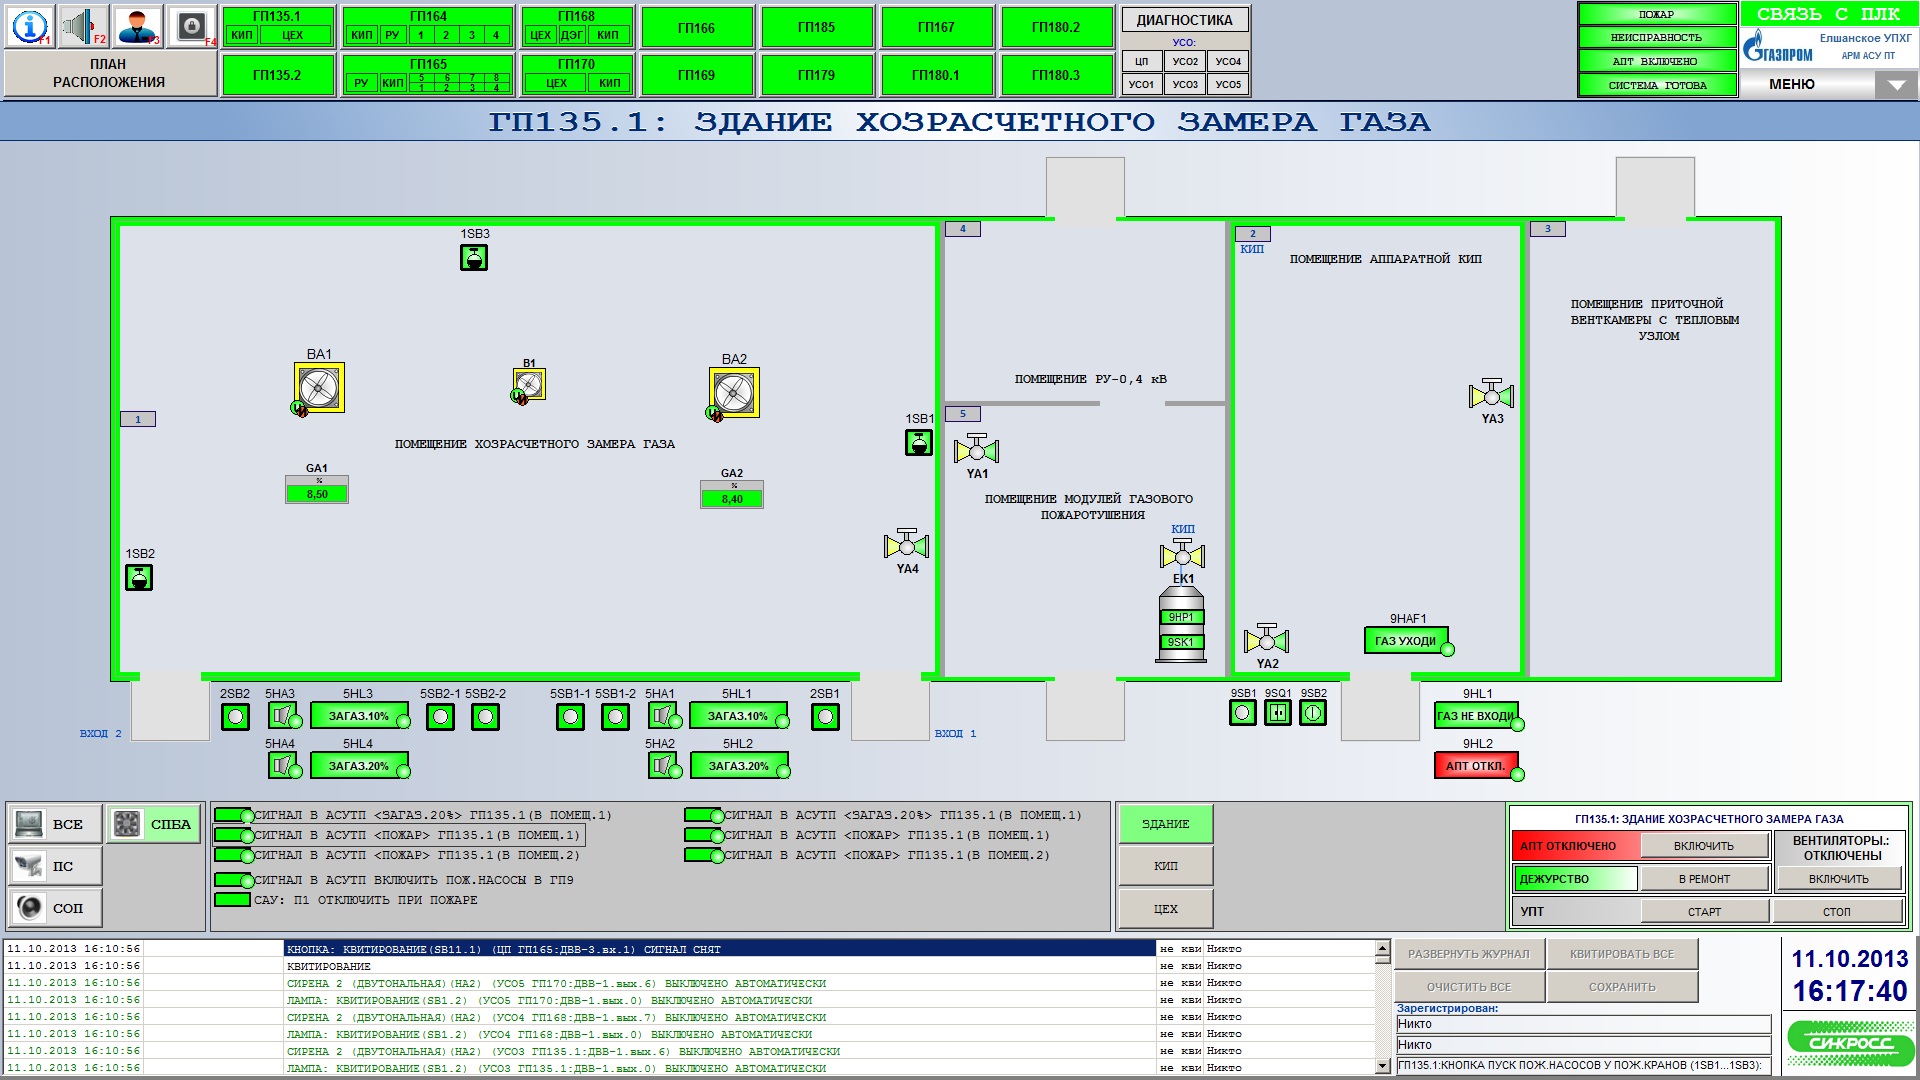 F1
F2
F3
F4
ПЛАН
РАСПОЛОЖЕНИЯ
ГП135.1
КИП ЦЕХ
ГП135.2
ГП164
КИП РУ 1 2 3 4
ГП165
РУ КИП 5 6 7 8
1 2 3 4
ГП168
ЦЕХ ДЭГ КИП
ГП170
ЦЕХ КИП
ГП166
ГП169
ГП185
ГП179
ГП167
ГП180.1
ГП180.2
ГП180.3
ДИАГНОСТИКА
УСО:
ЦП УСО2 УСО4
УСО1 УСО3 УСО5
ПОЖАР
НЕИСПРАВНОСТЬ
АПТ ВКЛЮЧЕНО
СИСТЕМА ГОТОВА
СВЯЗЬ С ПЛК
ГАЗПРОМ
Елшанское УПХГ
АРМ АСУ ПТ
МЕНЮ
ГП135.1: ЗДАНИЕ ХОЗРАСЧЕТНОГО ЗАМЕРА ГАЗА
1SB3
4
2
КИП
3
ПОМЕЩЕНИЕ АППАРАТНОЙ КИП
ПОМЕЩЕНИЕ ПРИТОЧНОЙ
ВЕНТКАМЕРЫ С ТЕПЛОВЫМ
УЗЛОМ
BA1
B1
BA2
ПОМЕЩЕНИЕ РУ-0,4 кВ
1
1SB1
5
YA3
ПОМЕЩЕНИЕ ХОЗРАСЧЕТНОГО ЗАМЕРА ГАЗА
YA1
GA1
%
8,50
GA2
%
8,40
ПОМЕЩЕНИЕ МОДУЛЕЙ ГАЗОВОГО
ПОЖАРОТУШЕНИЯ
КИП
1SB2
YA4
EK1
9HP1
9SK1
YA2
9HAF1
ГАЗ УХОДИ
2SB2 5HA3 5HL3 5SB2-1 5SB2-2 5SB1-1 5SB1-2 5HA1 5HL1 2SB1
ЗАГАЗ.10% ЗАГАЗ.10%
9SB1 9SQ1 9SB2
9HL1
ГАЗ НЕ ВХОДИ
ВХОД 2
ВХОД 1
5HA4 5HL4 5HA2 5HL2
ЗАГАЗ.20% ЗАГАЗ.20%
9HL2
АПТ ОТКЛ.
ВСЕ
СПБА
ПС
СОП
СИГНАЛ В АСУТП <ЗАГАЗ.20%> ГП135.1(В ПОМЕЩ.1)
СИГНАЛ В АСУТП <ПОЖАР> ГП135.1(В ПОМЕЩ.1)
СИГНАЛ В АСУТП <ПОЖАР> ГП135.1(В ПОМЕЩ.2)
СИГНАЛ В АСУТП ВКЛЮЧИТЬ ПОЖ.НАСОСЫ В ГП9
САУ: П1 ОТКЛЮЧИТЬ ПРИ ПОЖАРЕ
СИГНАЛ В АСУТП <ЗАГАЗ.20%> ГП135.1(В ПОМЕЩ.1)
СИГНАЛ В АСУТП <ПОЖАР> ГП135.1(В ПОМЕЩ.1)
СИГНАЛ В АСУТП <ПОЖАР> ГП135.1(В ПОМЕЩ.2)
ЗДАНИЕ
КИП
ЦЕХ
ГП135.1: ЗДАНИЕ ХОЗРАСЧЕТНОГО ЗАМЕРА ГАЗА
АПТ ОТКЛЮЧЕНО ВКЛЮЧИТЬ
ДЕЖУРСТВО В РЕМОНТ
ВЕНТИЛЯТОРЫ.:
ОТКЛЮЧЕНЫ
ВКЛЮЧИТЬ
УПТ СТАРТ СТОП
11.10.2013 16:10:56 КНОПКА: КВИТИРОВАНИЕ(SB11.1) (ЦП ГП165:ДВВ-3.вх.1) СИГНАЛ СНЯТ не кви Никто
11.10.2013 16:10:56 КВИТИРОВАНИЕ не кви Никто
11.10.2013 16:10:56 СИРЕНА 2 (ДВУТОНАЛЬНАЯ)(HA2) (УСО5 ГП170:ДВВ-1.вых.6) ВЫКЛЮЧЕНО АВТОМАТИЧЕСКИ не кви Никто
11.10.2013 16:10:56 ЛАМПА: КВИТИРОВАНИЕ(SB1.2) (УСО5 ГП170:ДВВ-1.вых.0) ВЫКЛЮЧЕНО АВТОМАТИЧЕСКИ не кви Никто
11.10.2013 16:10:56 СИРЕНА 2 (ДВУТОНАЛЬНАЯ)(HA2) (УСО4 ГП168:ДВВ-1.вых.7) ВЫКЛЮЧЕНО АВТОМАТИЧЕСКИ не кви Никто
11.10.2013 16:10:56 ЛАМПА: КВИТИРОВАНИЕ(SB1.2) (УСО4 ГП168:ДВВ-1.вых.0) ВЫКЛЮЧЕНО АВТОМАТИЧЕСКИ не кви Никто
11.10.2013 16:10:56 СИРЕНА 2 (ДВУТОНАЛЬНАЯ)(HA2) (УСО3 ГП135.1:ДВВ-1.вых.6) ВЫКЛЮЧЕНО АВТОМАТИЧЕСКИ не кви Никто
11.10.2013 16:10:56 ЛАМПА: КВИТИРОВАНИЕ(SB1.2) (УСО3 ГП135.1:ДВВ-1.вых.0) ВЫКЛЮЧЕНО АВТОМАТИЧЕСКИ не кви Никто
РАЗВЕРНУТЬ ЖУРНАЛ КВИТИРОВАТЬ ВСЕ
ОЧИСТИТЬ ВСЕ СОХРАНИТЬ
Зарегистрирован:
Никто
Никто
ГП135.1:КНОПКА ПУСК ПОЖ.НАСОСОВ У ПОЖ.КРАНОВ (1SB1...1SB3):
11.10.2013
16:17:40
СИКРОСС